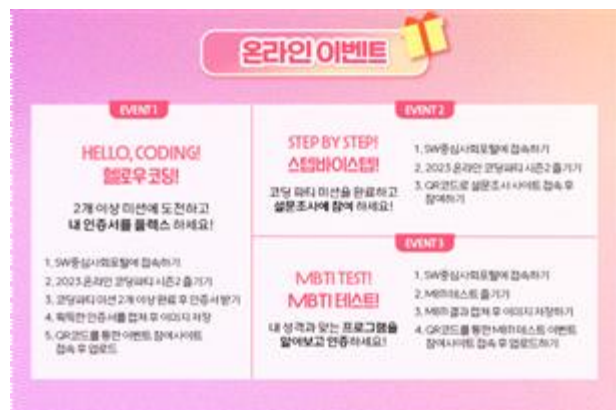 온라인 이벤트
EVENT 1
HELLO, CODING!
헬로우 코딩!
2개 이상 미션에 도전하고
내 인증서를 플렉스 하세요!
1. SW중심사회포털에 접속하기
2. 2023 온라인 코딩파티 시즌2 즐기기
3. 코딩파티 미션 2개 이상 완료 후 인증서 받기
4. 획득한 인증서를 캡쳐 후 이미지 저장
5. QR코드를 통한 이벤트 참여사이트
접속 후 업로드
EVENT 2
STEP BY STEP!
스텝바이스텝!
코딩 파티 미션을 완료하고
설문조사에 참여 하세요!
1. SW중심사회포털에 접속하기
2. 2023 온라인 코딩파티 시즌2 즐기기
3. QR코드로 설문조사 사이트 접속 후
참여하기
EVENT 3
MBTI TEST!
MBTI 테스트!
내 성격과 맞는 프로그램을
알아보고 인증하세요!
1. SW중심사회포털에 접속하기
2. MBTI 테스트 즐기기
3. MBTI 결과 캡쳐 후 이미지 저장하기
4. QR코드를 통한 MBTI 테스트 이벤트
참여사이트 접속 후 업로드하기